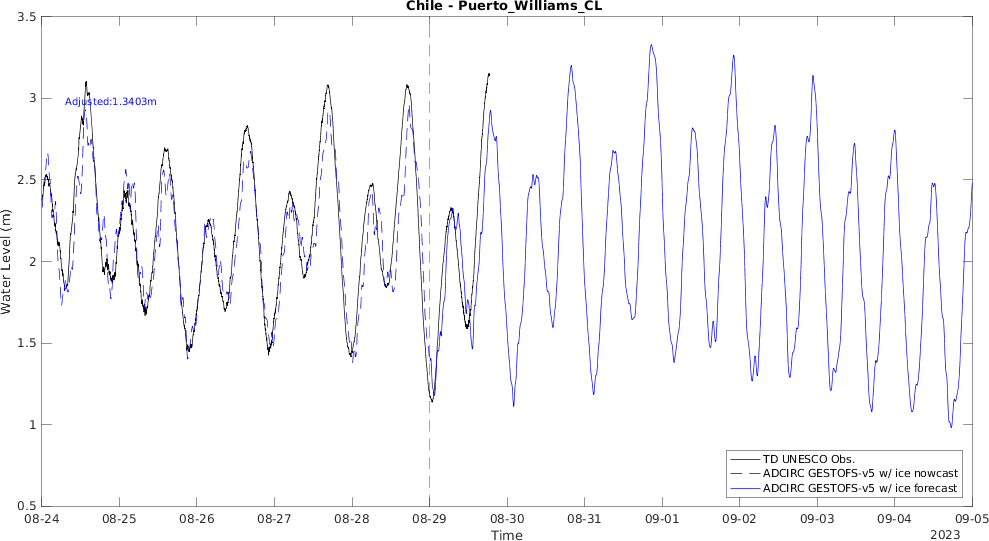 Chile - Puerto_Williams_CL
3.5
3
2.5
2
1.5
1
0.5
Water Level (m)
Adjusted:1.3403m
TD UNESCO Obs.
ADCIRC GESTOFS-v5 w/ ice nowcast
ADCIRC GESTOFS-v5 w/ ice forecast
08-24 08-25 08-26 08-27 08-28 08-29 08-30 08-31 09-01 09-02 09-03 09-04 09-05
Time
2023